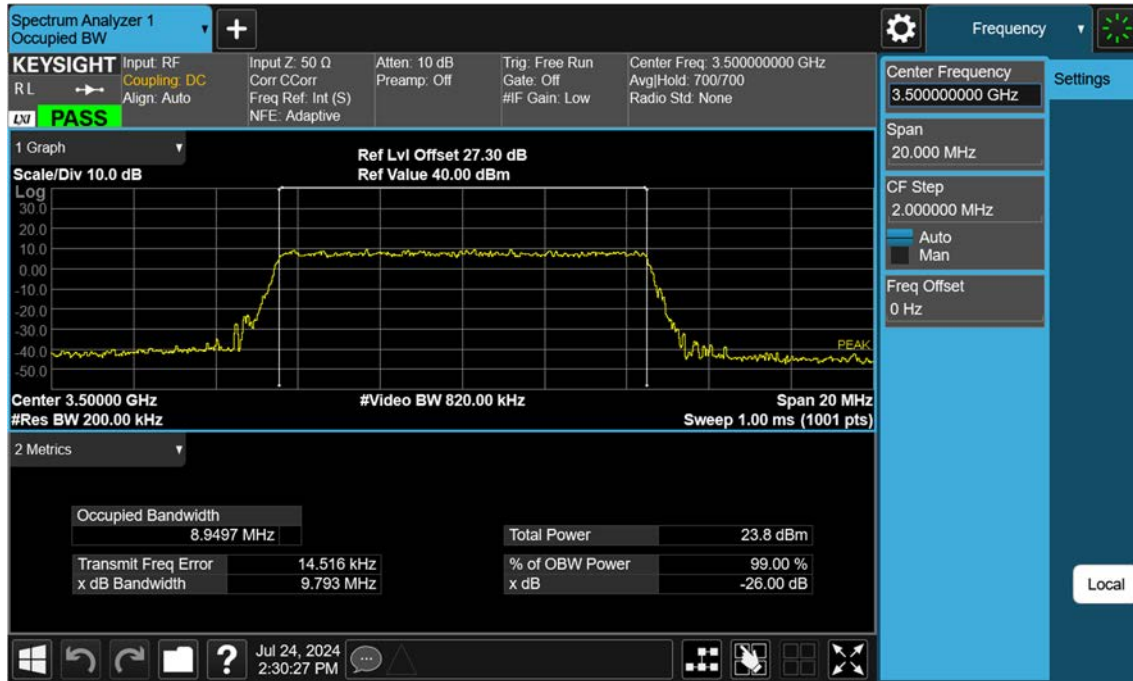 Spectrum Analyzer 1
Occupied BW
+
Frequency
KEYSIGHT
RL
LXI
PASS
Input: RF
Coupling: DC
Align: Auto
Input Z: 50 Ω
Corr CCorr
Freq Ref: Int (S)
NFE: Adaptive
Atten: 10 dB
Preamp: Off
Trig: Free Run
Gate: Off
#IF Gain: Low
Center Freq: 3.500000000 GHz
Avg|Hold: 700/700
Radio Std: None
1 Graph
Scale/Div 10.0 dB
Ref Lvl Offset 27.30 dB
Ref Value 40.00 dBm
Log
30.0
20.0
10.0
0.00
-10.0
-20.0
-30.0
-40.0
-50.0
PEAK
Center 3.50000 GHz
#Video BW 820.00 kHz
Span 20 MHz
#Res BW 200.00 kHz
Sweep 1.00 ms (1001 pts)
2 Metrics
Occupied Bandwidth
8.9497 MHz
Total Power 23.8 dBm
Transmit Freq Error 14.516 kHz
% of OBW Power 99.00 %
x dB Bandwidth 9.793 MHz
x dB -26.00 dB
Center Frequency
3.500000000 GHz
Settings
Span
20.000 MHz
CF Step
2.000000 MHz
Auto
Man
Freq Offset
0 Hz
Local
?
Jul 24, 2024
2:30:27 PM